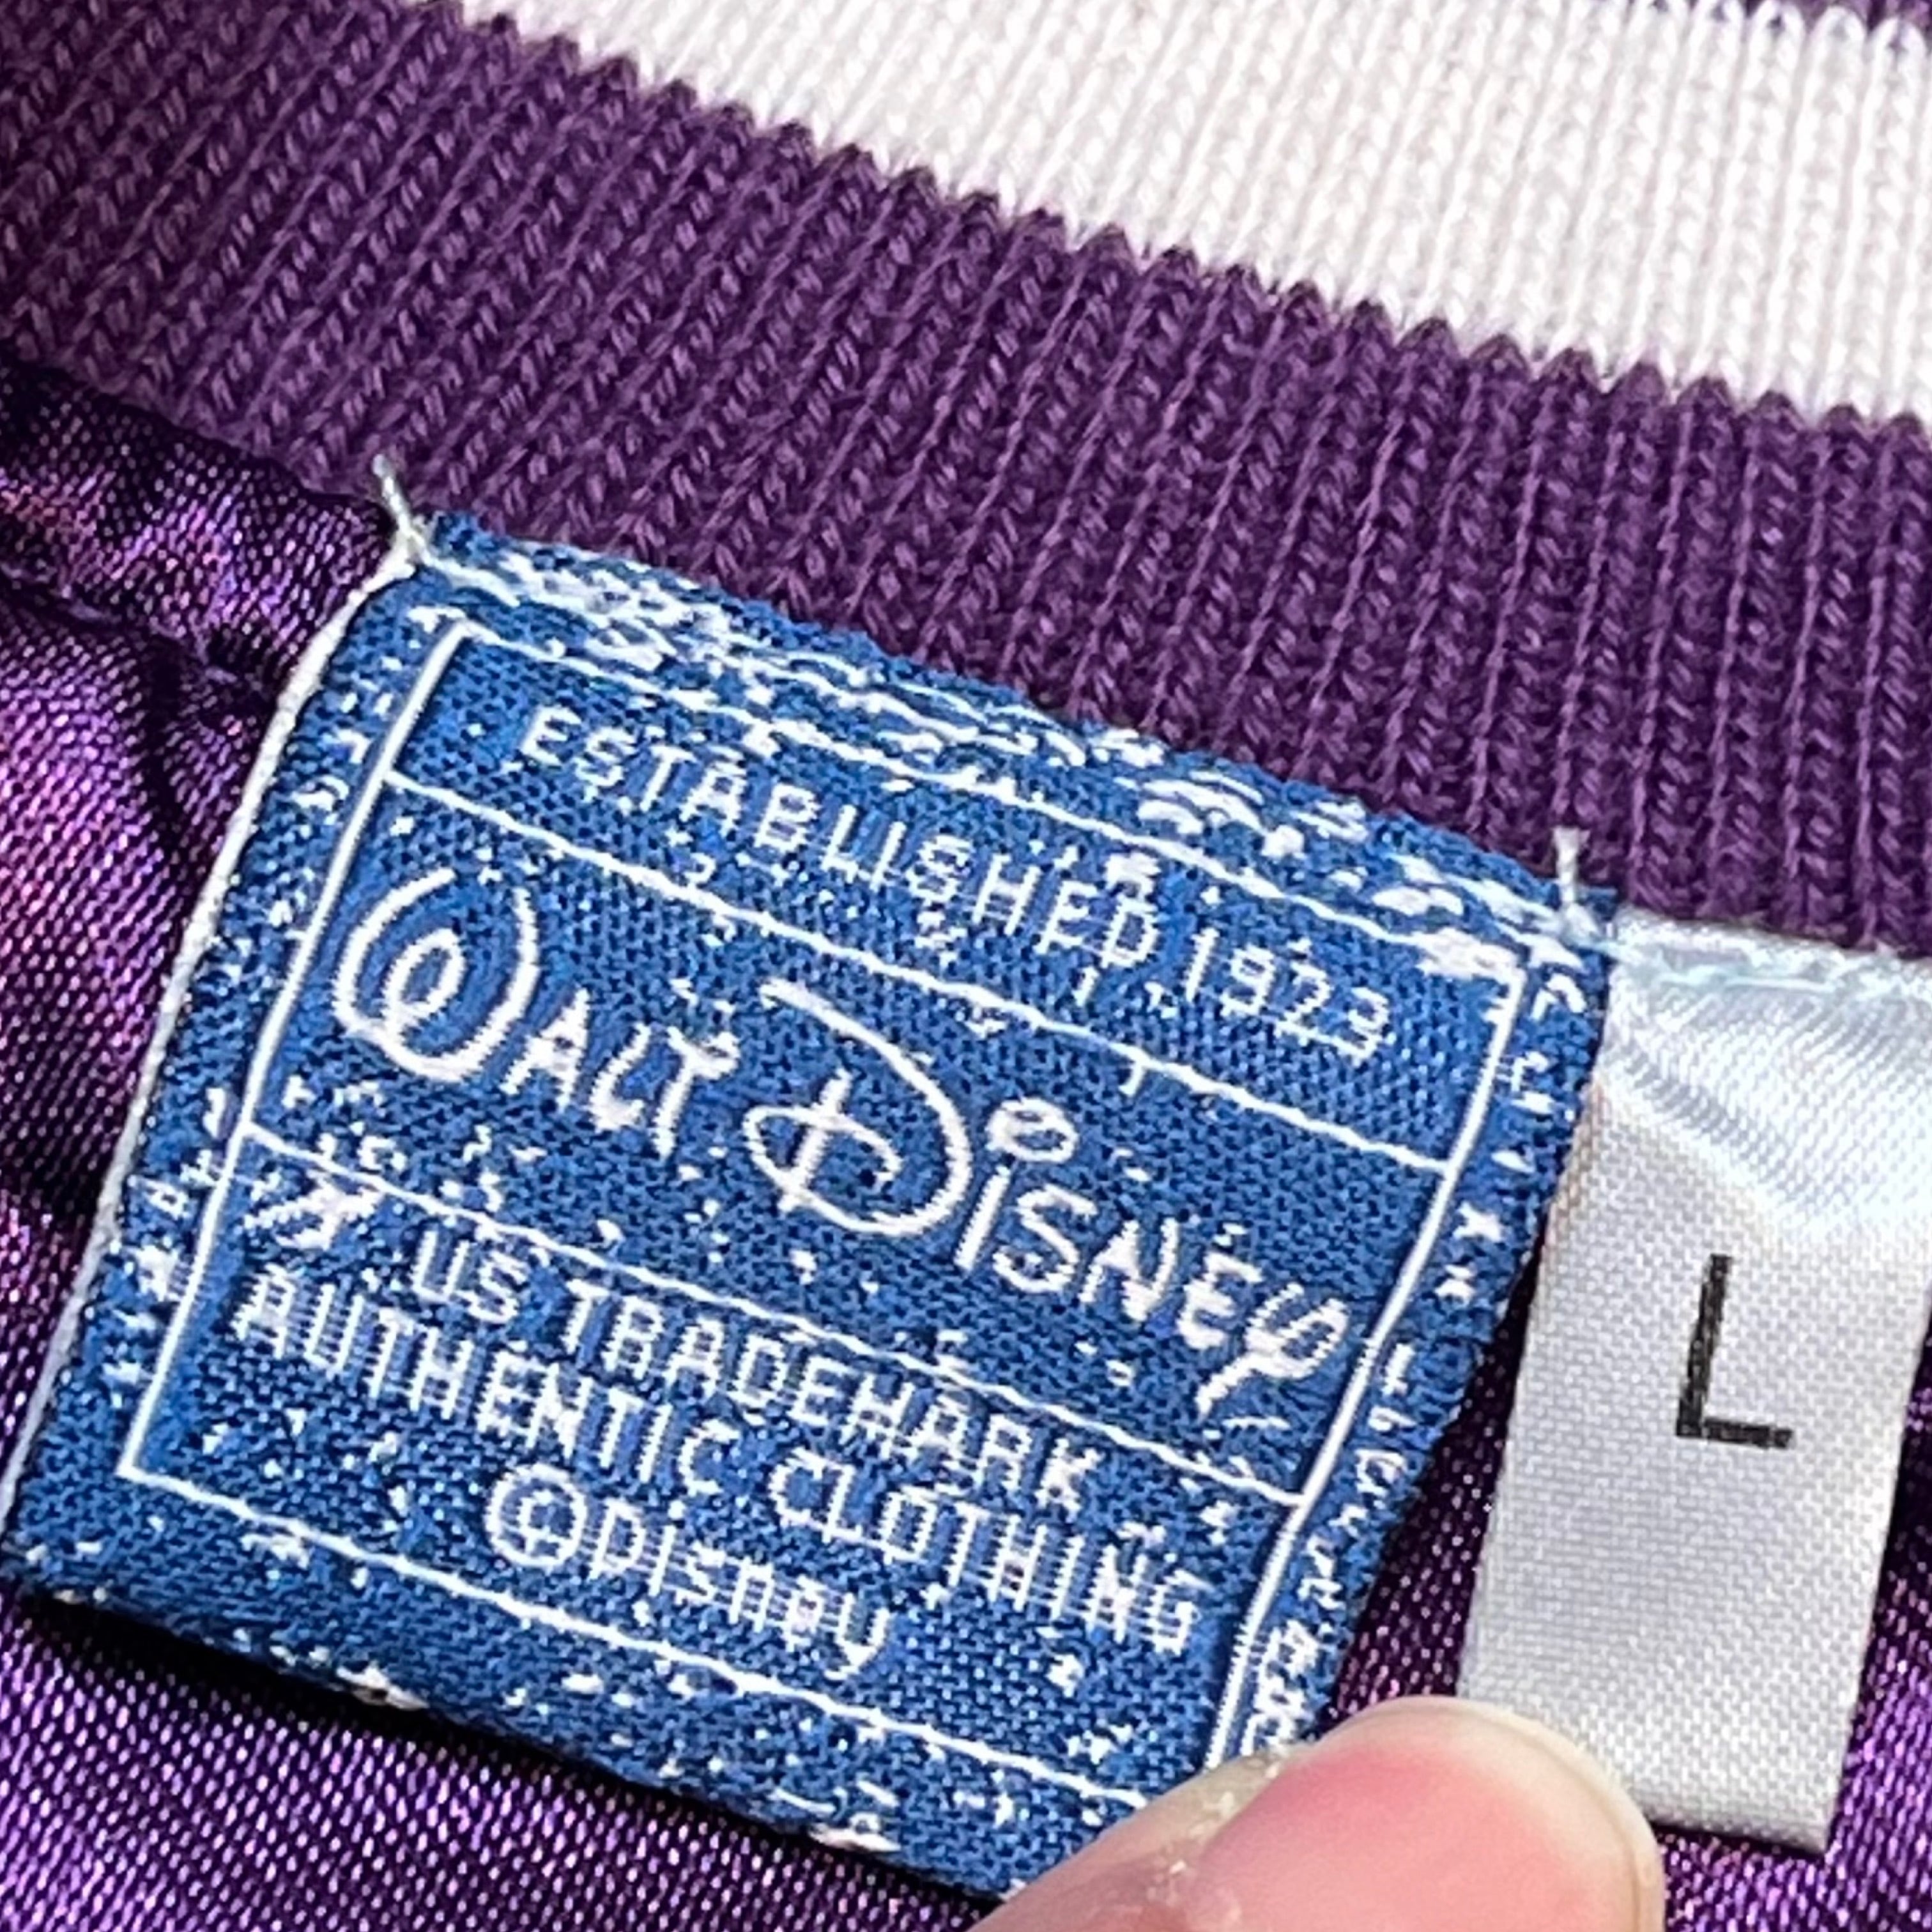 ESTABLISHED 1923
WALT DISNEY
US TRADEMARK
AUTHENTIC CLOTHING
©DISNEY
L